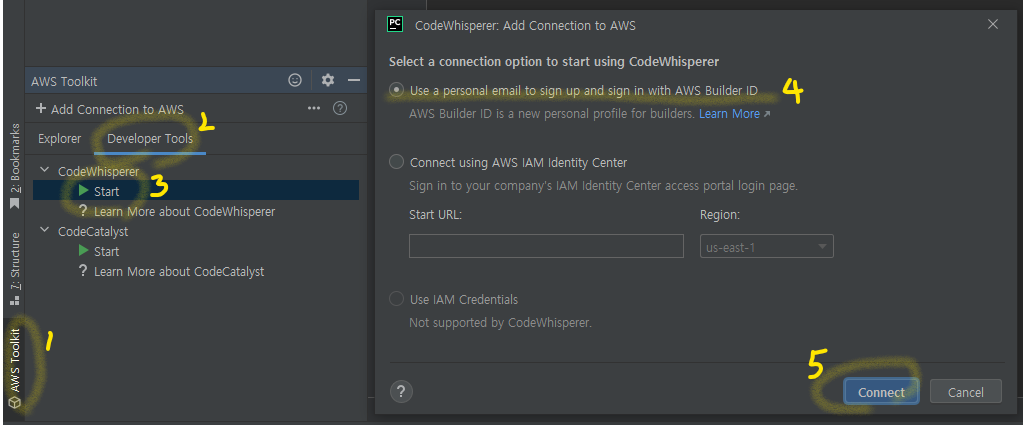 AWS Toolkit
+ Add Connection to AWS
Explorer
Developer Tools
2
CodeWhisperer
Start
3
? Learn More about CodeWhisperer
CodeCatalyst
Start
? Learn More about CodeCatalyst
2: Bookmarks
7: Structure
AWS Toolkit
1
PC
CodeWhisperer: Add Connection to AWS
Select a connection option to start using CodeWhisperer
Use a personal email to sign up and sign in with AWS Builder ID
4
AWS Builder ID is a new personal profile for builders. Learn More
Connect using AWS IAM Identity Center
Sign in to your company's IAM Identity Center access portal login page.
Start URL:
Region:
us-east-1
Use IAM Credentials
Not supported by CodeWhisperer.
5
?
Connect
Cancel